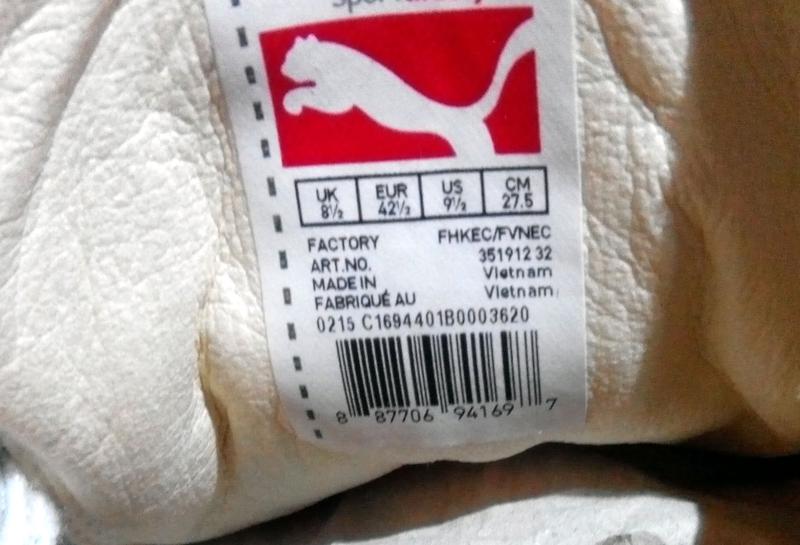 UK EUR US CM
8½ 42½ 9½ 27.5
FACTORY FHKEC/FVNEC
ART.NO. 351912 32
MADE IN Vietnam
FABRIQUÉ AU Vietnam
0215 C1694401B0003620
8 87706 94169 7